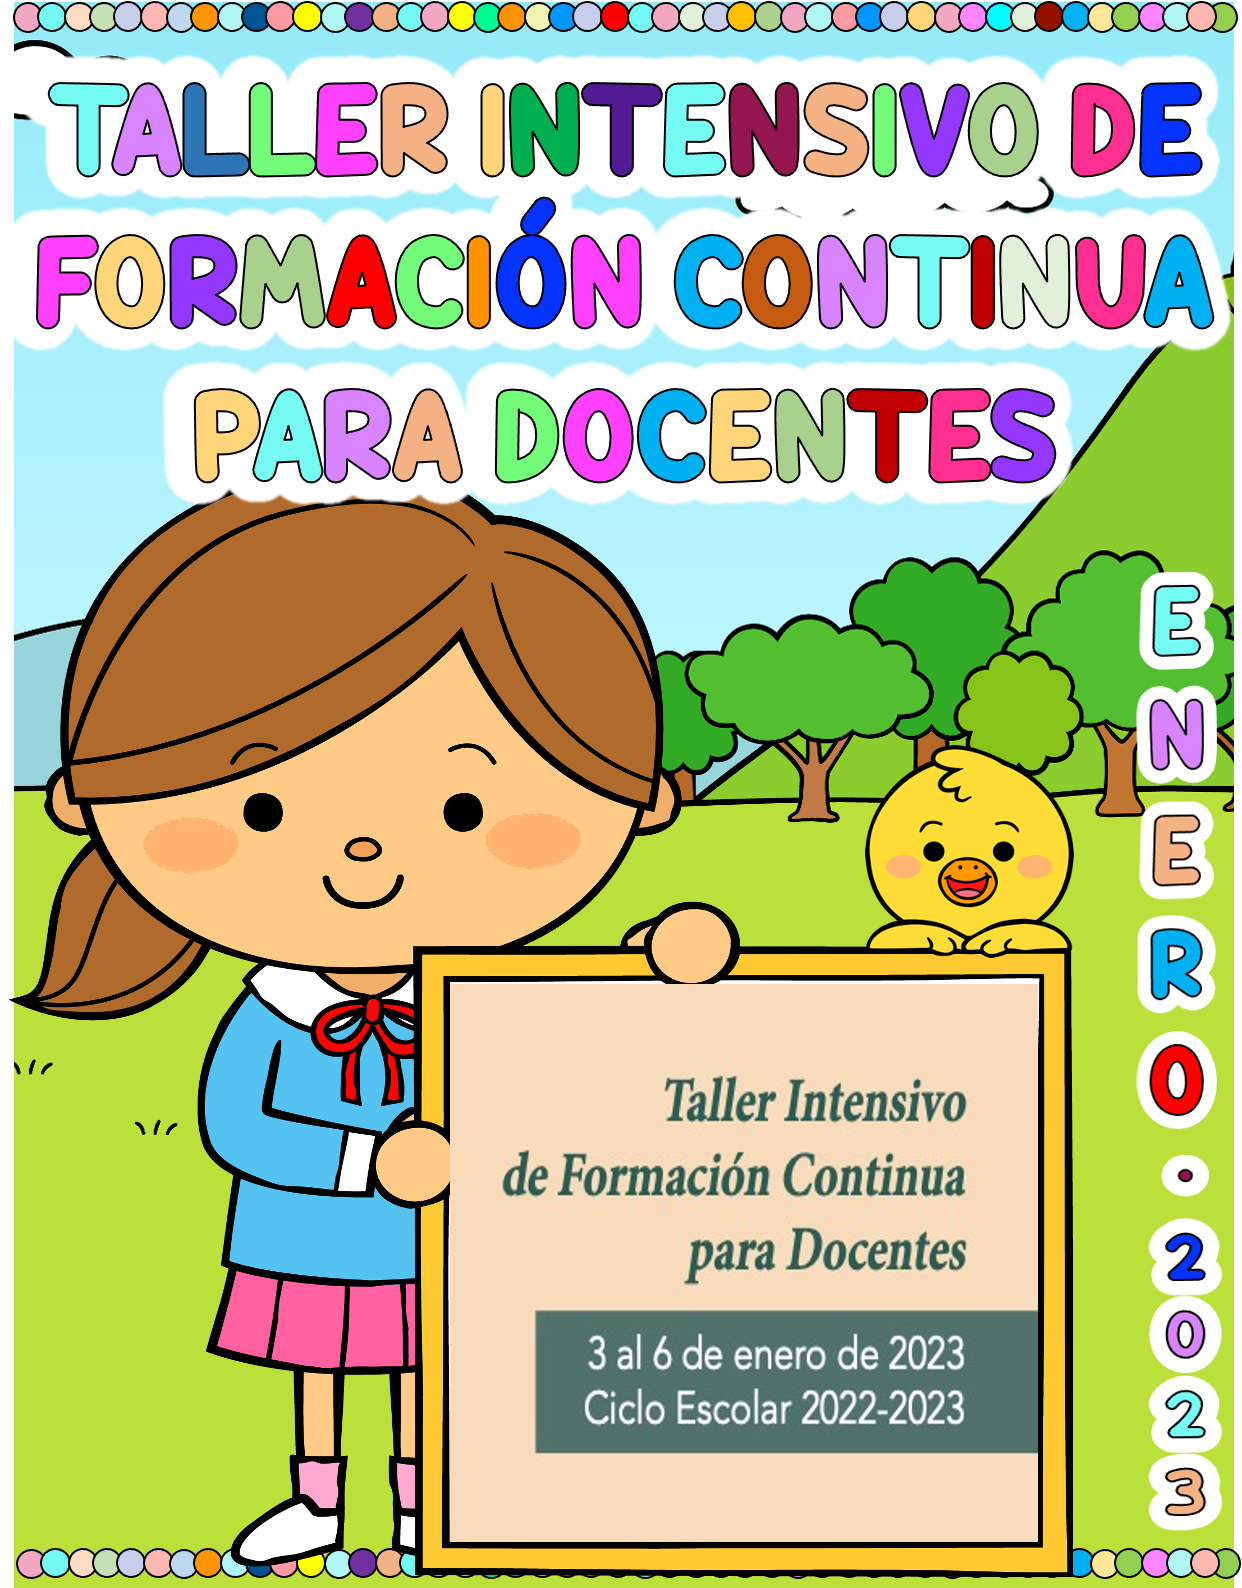 TALLER INTENSIVO DE
FORMACIÓN CONTINUA
PARA DOCENTES
ENERO.2023
Taller Intensivo
de Formación Continua
para Docentes
3 al 6 de enero de 2023
Ciclo Escolar 2022-2023